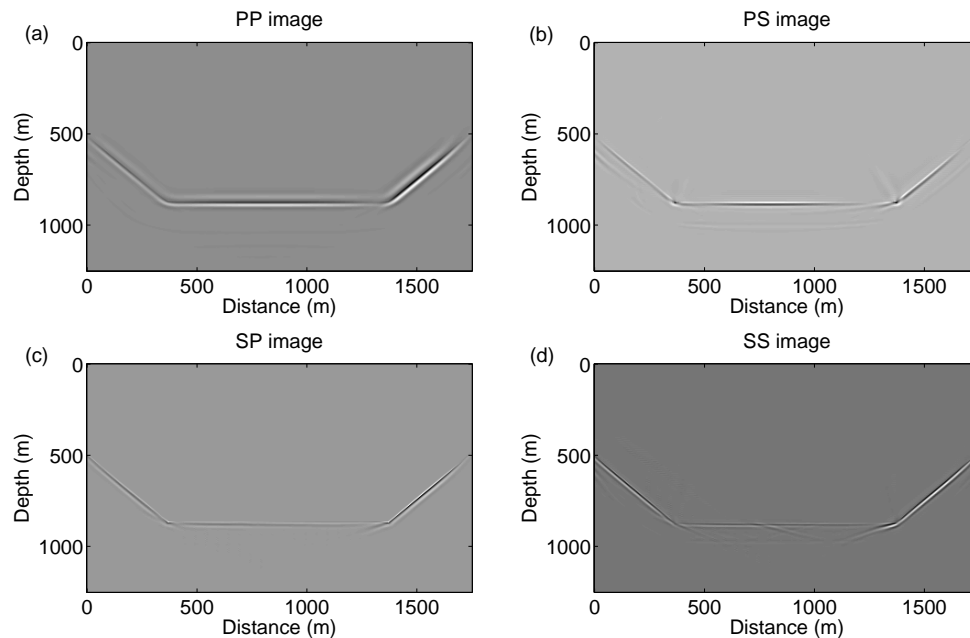 (a)
PP image
0
500
1000
Depth (m)
0 500 1000 1500
Distance (m)
(b)
PS image
0
500
1000
Depth (m)
0 500 1000 1500
Distance (m)
(c)
SP image
0
500
1000
Depth (m)
0 500 1000 1500
Distance (m)
(d)
SS image
0
500
1000
Depth (m)
0 500 1000 1500
Distance (m)